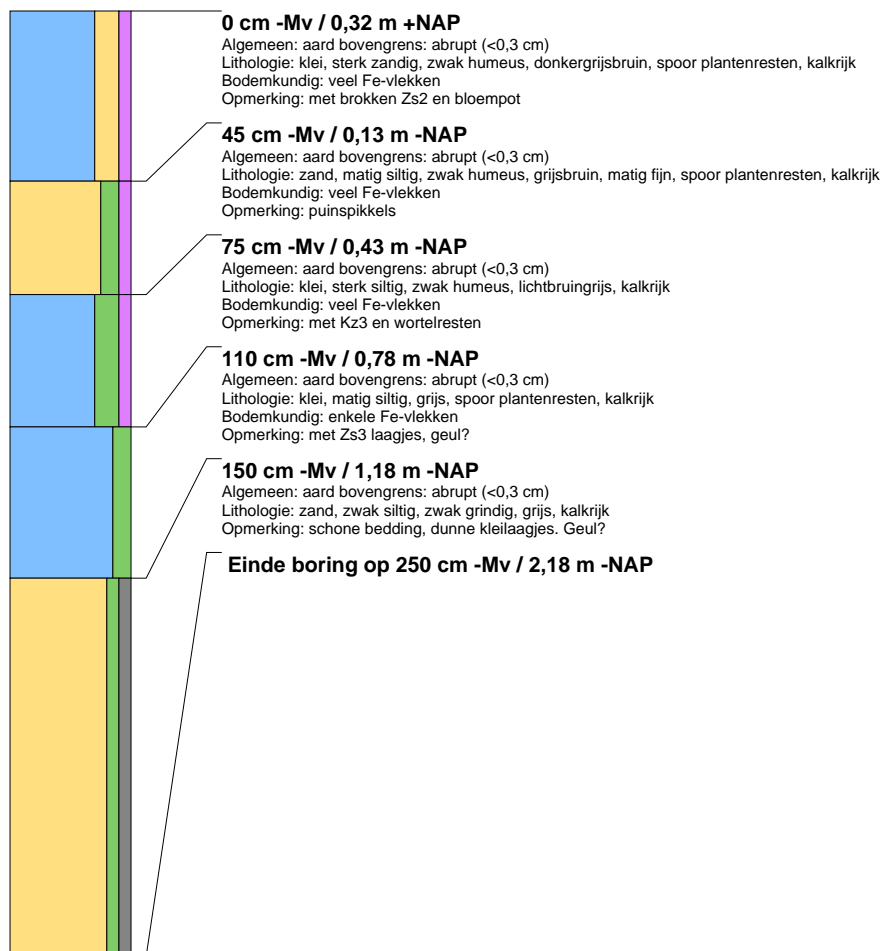 0 cm -Mv / 0,32 m +NAP
Algemeen: aard bovengrens: abrupt (<0,3 cm)
Lithologie: klei, sterk zandig, zwak humeus, donkergrijsbruin, spoor plantenresten, kalkrijk
Bodemkundig: veel Fe-vlekken
Opmerking: met brokken Zs2 en bloempot
45 cm -Mv / 0,13 m -NAP
Algemeen: aard bovengrens: abrupt (<0,3 cm)
Lithologie: zand, matig siltig, zwak humeus, grijsbruin, matig fijn, spoor plantenresten, kalkrijk
Bodemkundig: veel Fe-vlekken
Opmerking: puinspikkels
75 cm -Mv / 0,43 m -NAP
Algemeen: aard bovengrens: abrupt (<0,3 cm)
Lithologie: klei, sterk siltig, zwak humeus, lichtbruingrijs, kalkrijk
Bodemkundig: veel Fe-vlekken
Opmerking: met Kz3 en wortelresten
110 cm -Mv / 0,78 m -NAP
Algemeen: aard bovengrens: abrupt (<0,3 cm)
Lithologie: klei, matig siltig, grijs, spoor plantenresten, kalkrijk
Bodemkundig: enkele Fe-vlekken
Opmerking: met Zs3 laagjes, geul?
150 cm -Mv / 1,18 m -NAP
Algemeen: aard bovengrens: abrupt (<0,3 cm)
Lithologie: zand, zwak siltig, zwak grindig, grijs, kalkrijk
Opmerking: schone bedding, dunne kleilaagjes. Geul?
Einde boring op 250 cm -Mv / 2,18 m -NAP